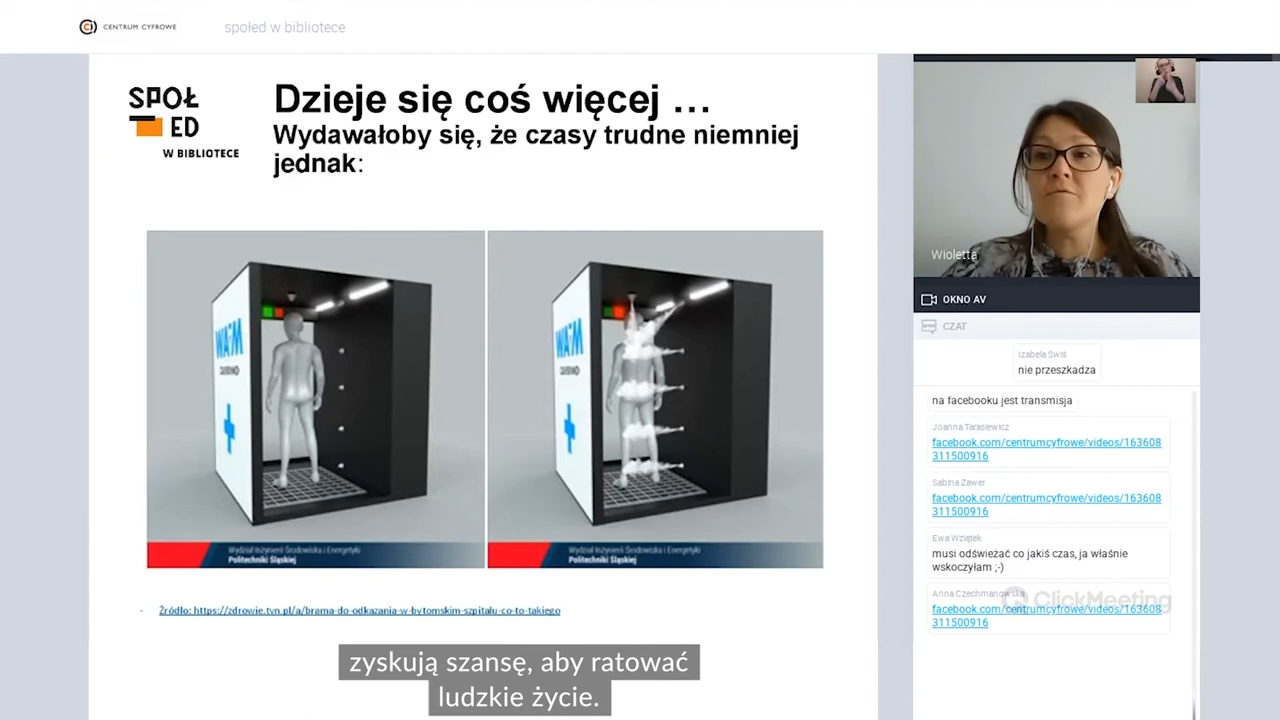 CENTRUM CYFROWE
społed w bibliotece
SPOŁ
ED
W BIBLIOTECE
Dzieje się coś więcej …
Wydawałoby się, że czasy trudne niemniej
jednak:
Wydział Inżynierii Środowiska i Energetyki
Politechniki Śląskiej
Wydział Inżynierii Środowiska i Energetyki
Politechniki Śląskiej
- Źródło: https://zdrowie.tvn.pl/a/brama-do-odkazania-w-bytomskim-szpitalu-co-to-takiego
zyskują szansę, aby ratować
ludzkie życie.
Wioletta
OKNO AV
CZAT
Izabela Swiś
nie przeszkadza
na facebooku jest transmisja
Joanna Tarasiewicz
facebook.com/centrumcyfrowe/videos/163608
311500916
Sabina Zawer
facebook.com/centrumcyfrowe/videos/163608
311500916
Ewa Wziątek
musi odświeżać co jakiś czas, ja właśnie
wskoczyłam ;-)
Anna Czechmanowska
facebook.com/centrumcyfrowe/videos/163608
311500916
ClickMeeting